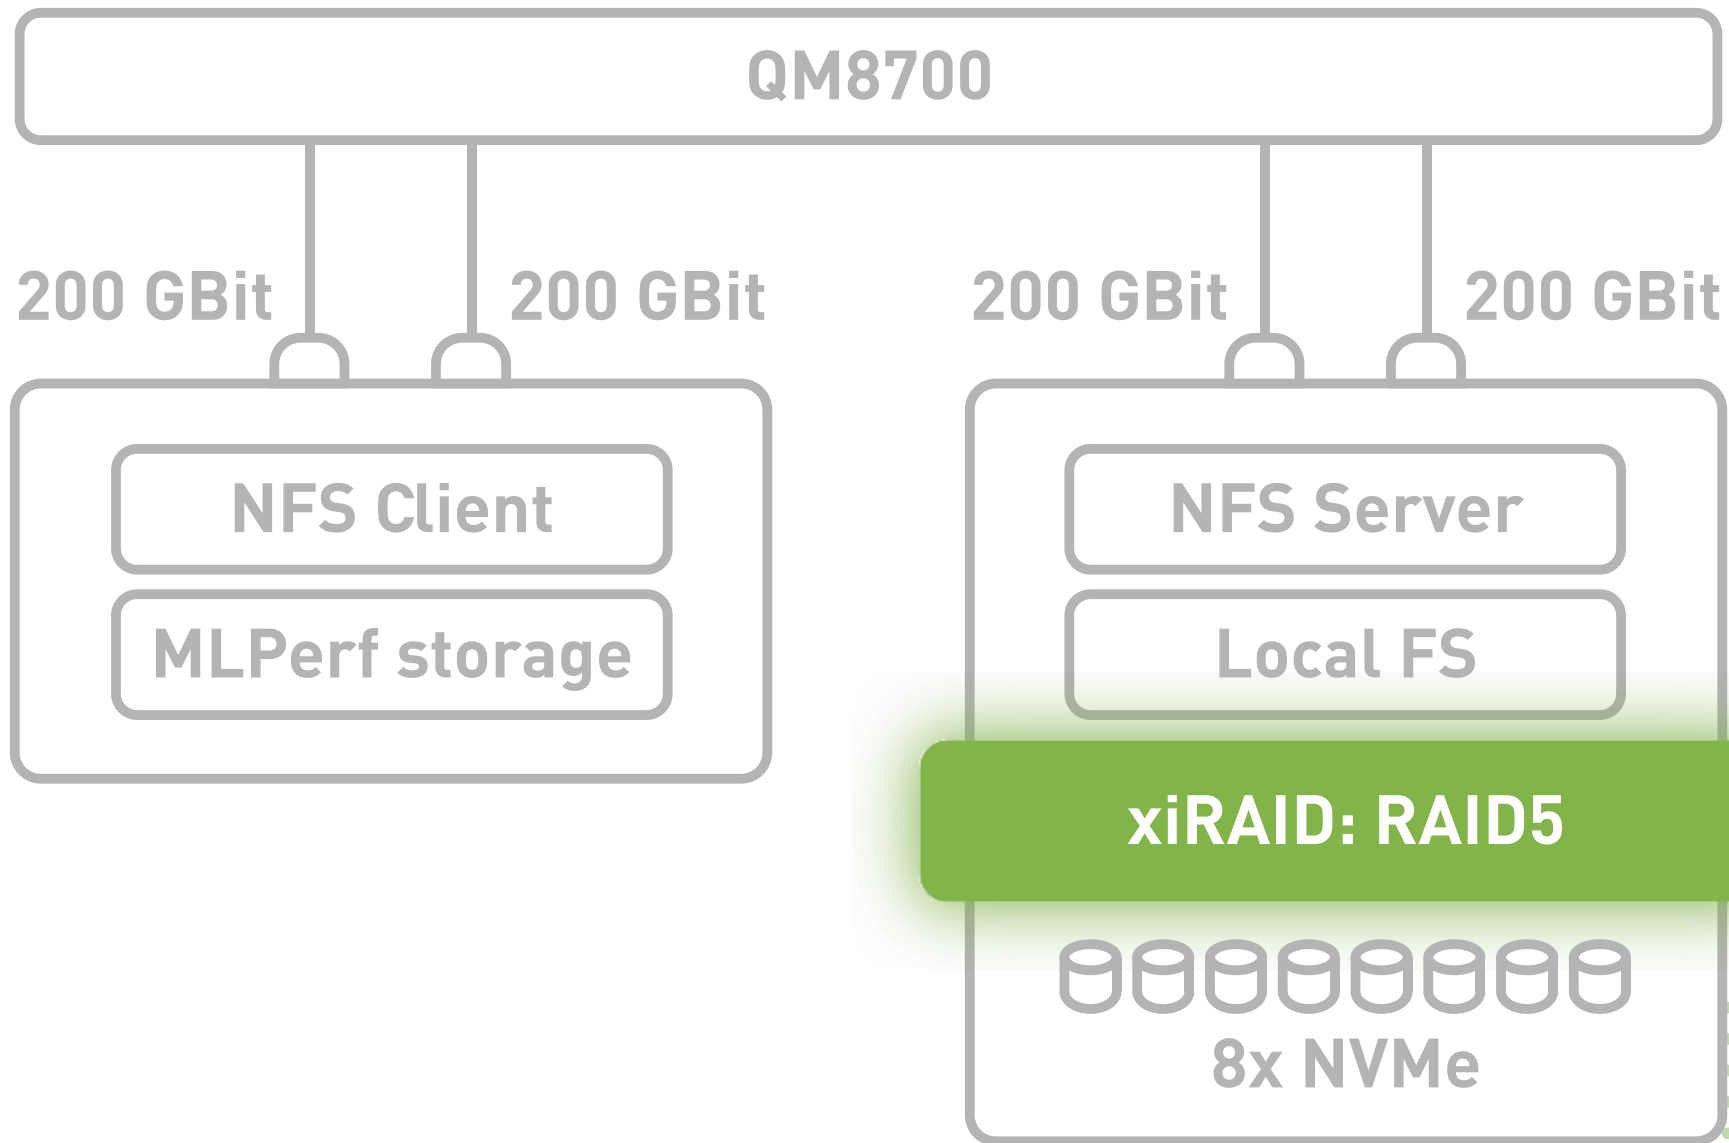 QM8700
200 GBit
200 GBit
200 GBit
200 GBit
NFS Client
MLPerf storage
NFS Server
Local FS
xiRAID: RAID5
8x NVMe